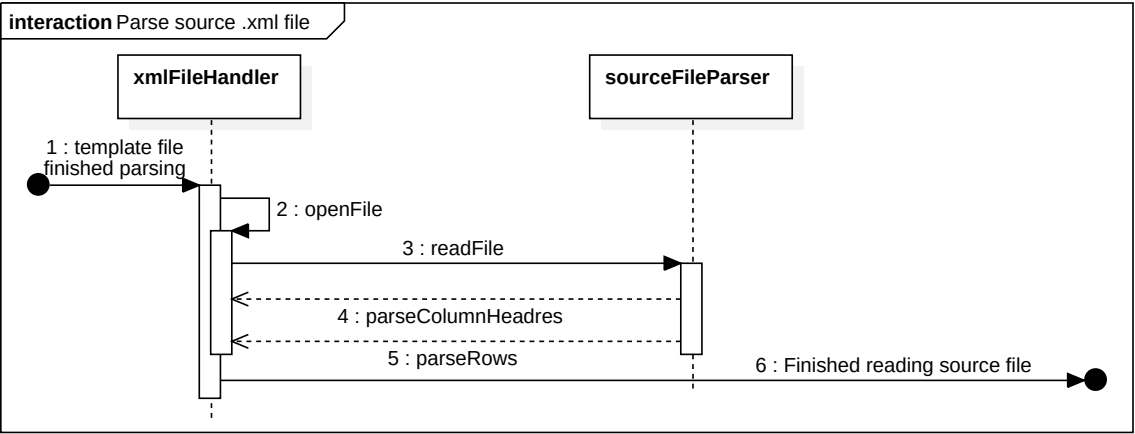 interaction Parse source .xml file
xmlFileHandler
sourceFileParser
1 : template file
finished parsing
2 : openFile
3 : readFile
4 : parseColumnHeadres
5 : parseRows
6 : Finished reading source file